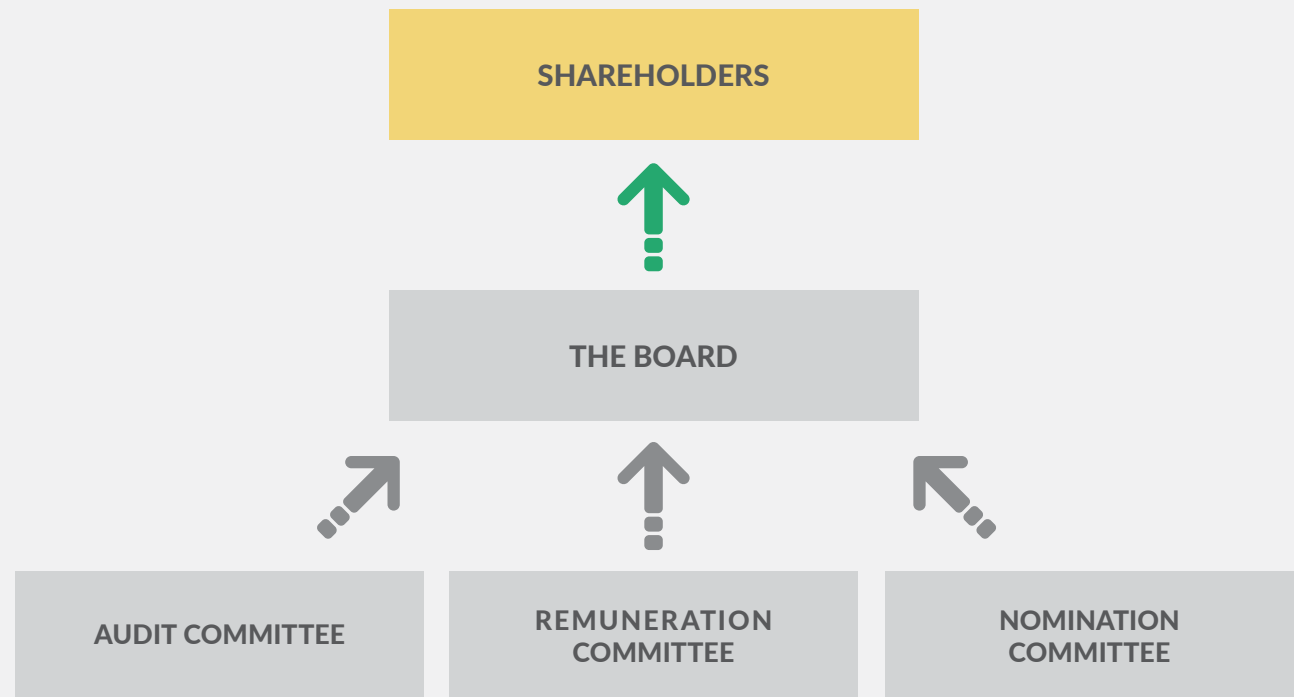 SHAREHOLDERS
THE BOARD
AUDIT COMMITTEE
REMUNERATION
COMMITTEE
NOMINATION
COMMITTEE